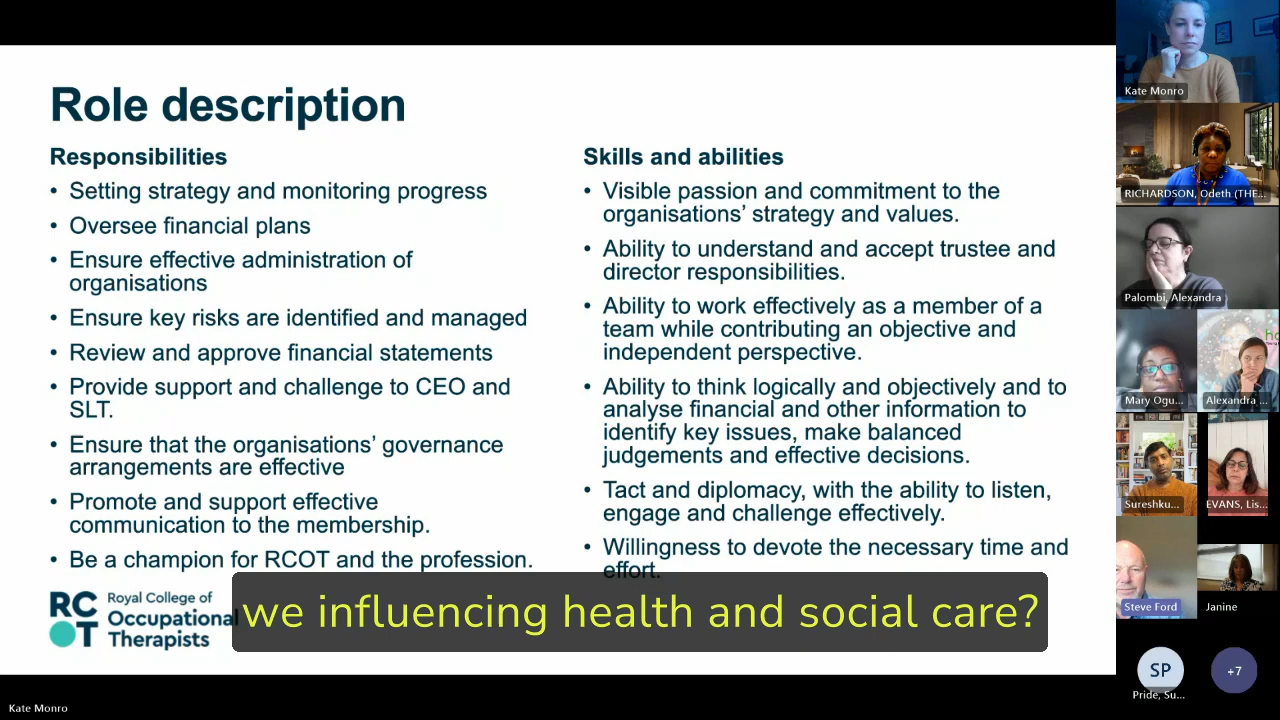 Role description
Responsibilities
• Setting strategy and monitoring progress
• Oversee financial plans
• Ensure effective administration of
organisations
• Ensure key risks are identified and managed
• Review and approve financial statements
• Provide support and challenge to CEO and
SLT.
• Ensure that the organisations’ governance
arrangements are effective
• Promote and support effective
communication to the membership.
• Be a champion for RCOT and the profession.
Skills and abilities
• Visible passion and commitment to the
organisations’ strategy and values.
• Ability to understand and accept trustee and
director responsibilities.
• Ability to work effectively as a member of a
team while contributing an objective and
independent perspective.
• Ability to think logically and objectively and to
analyse financial and other information to
identify key issues, make balanced
judgements and effective decisions.
• Tact and diplomacy, with the ability to listen,
engage and challenge effectively.
• Willingness to devote the necessary time and
effort.
RCOT
Royal College of
Occupational
Therapists
we influencing health and social care?
Kate Monro
Kate Monro
RICHARDSON, Odeth (THE...
Palombi, Alexandra
Mary Ogu...
Alexandra ...
Sureshku...
EVANS, Lis...
Steve Ford
Janine
SP
+7
Pride, Su...